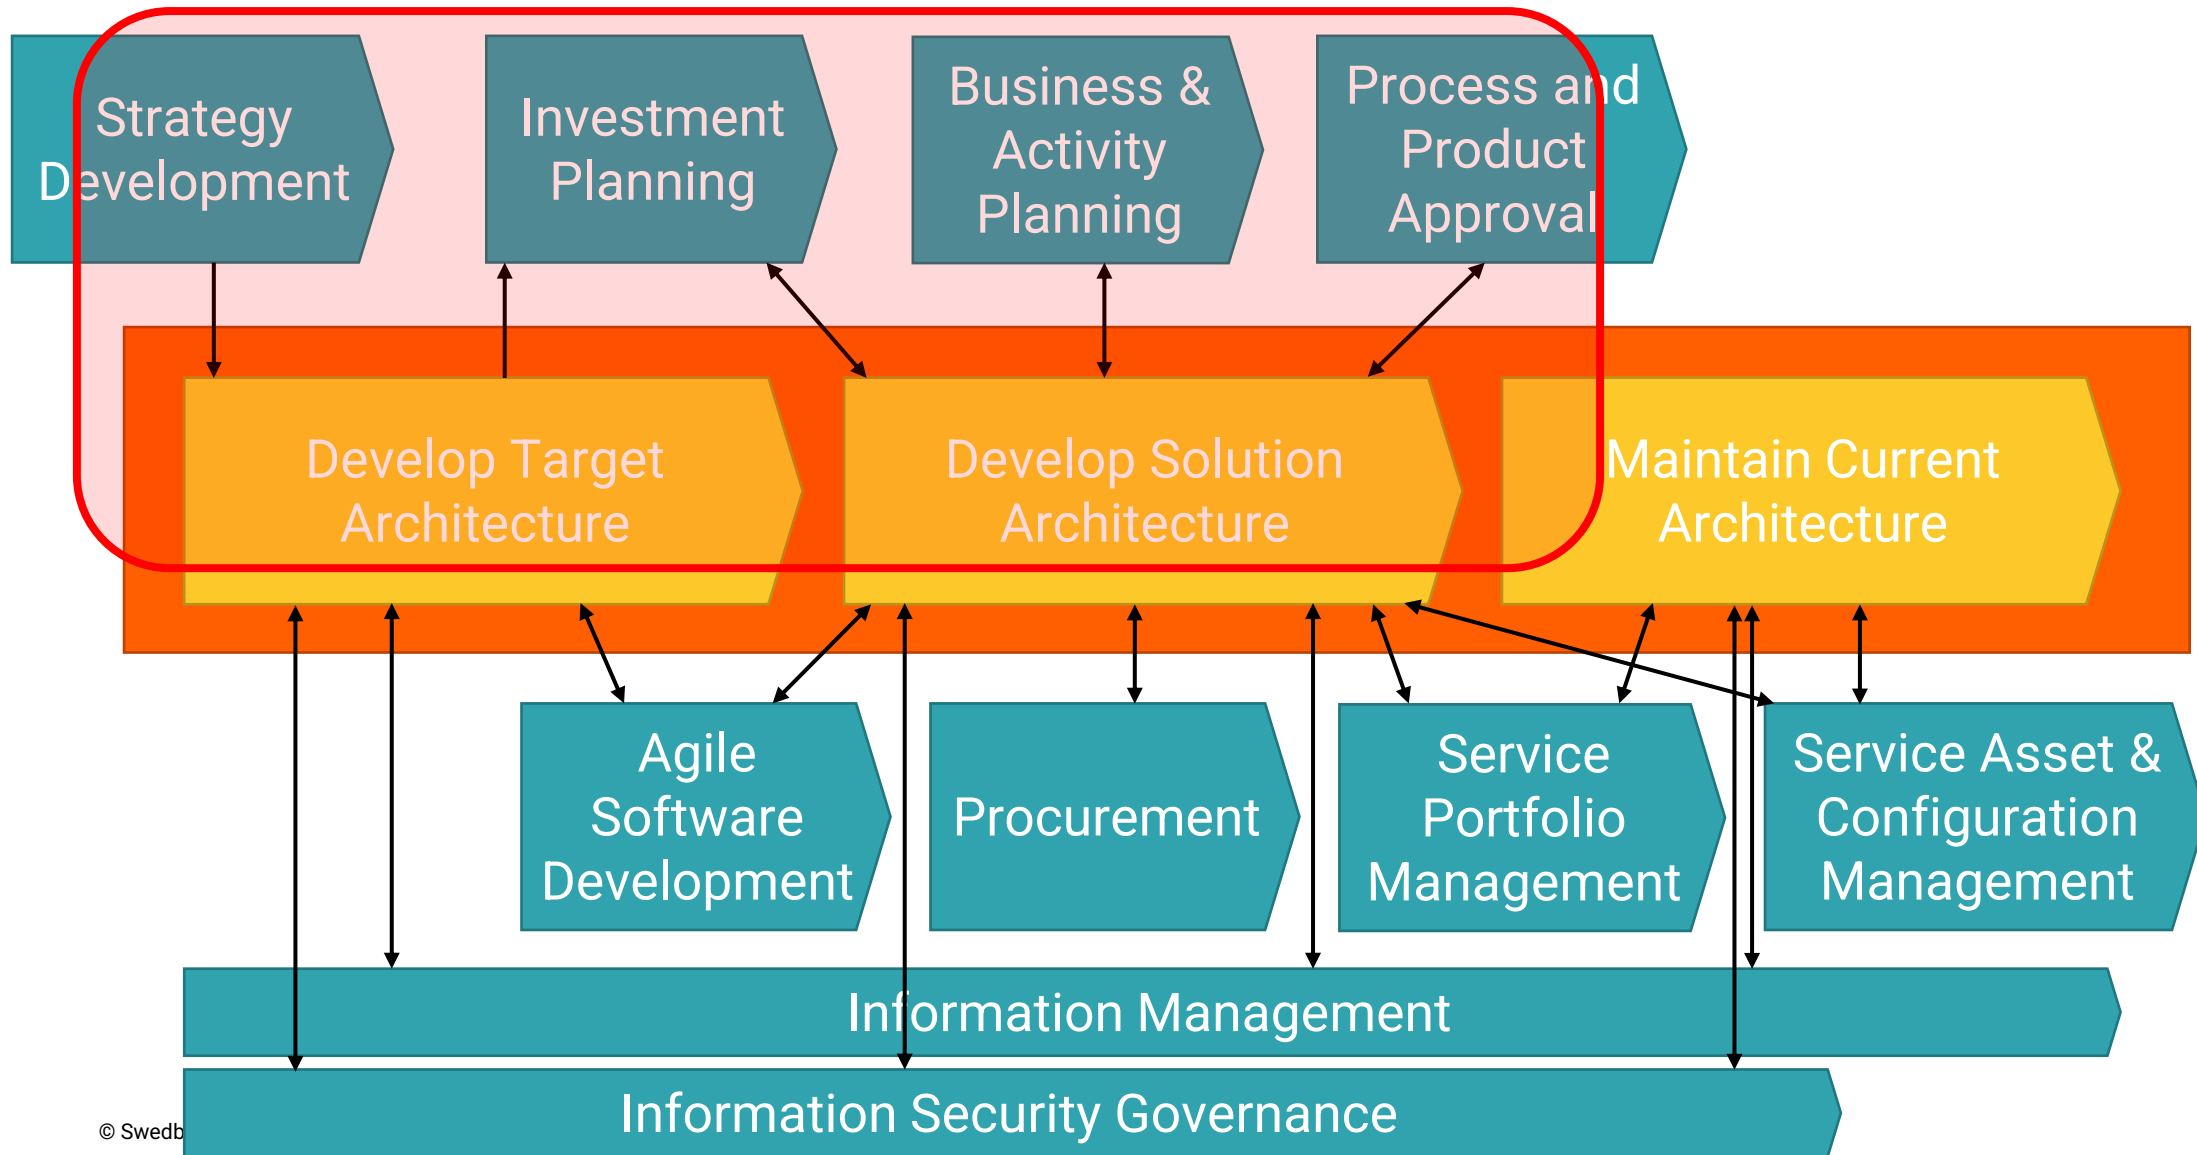 Strategy
Development
Investment
Planning
Business &
Activity
Planning
Process and
Product
Approval
Develop Target
Architecture
Develop Solution
Architecture
Maintain Current
Architecture
Agile
Software
Development
Procurement
Service
Portfolio
Management
Service Asset &
Configuration
Management
Information Management
Information Security Governance
© Swedb